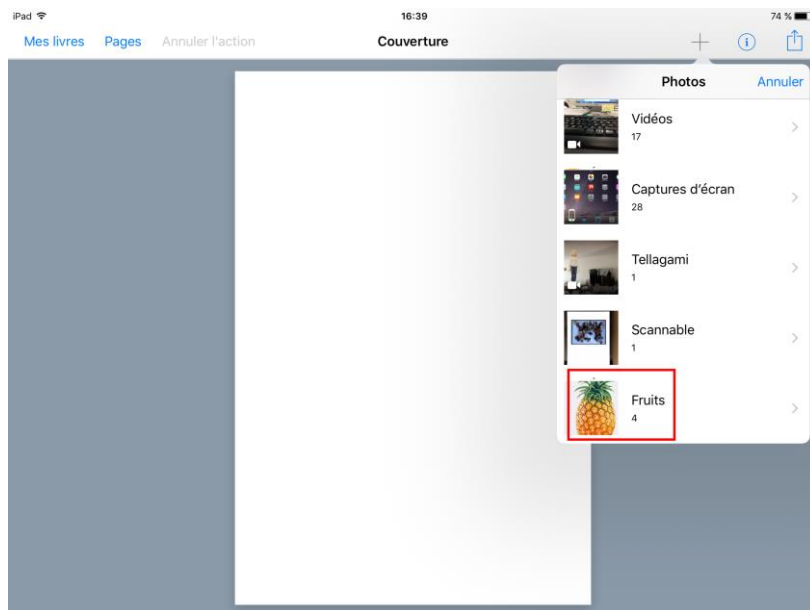 iPad 16:39 74 %
Mes livres Pages Annuler l'action Couverture
Photos Annuler
Vidéos
17
Captures d'écran
28
Tellagami
1
Scannable
1
Fruits
4